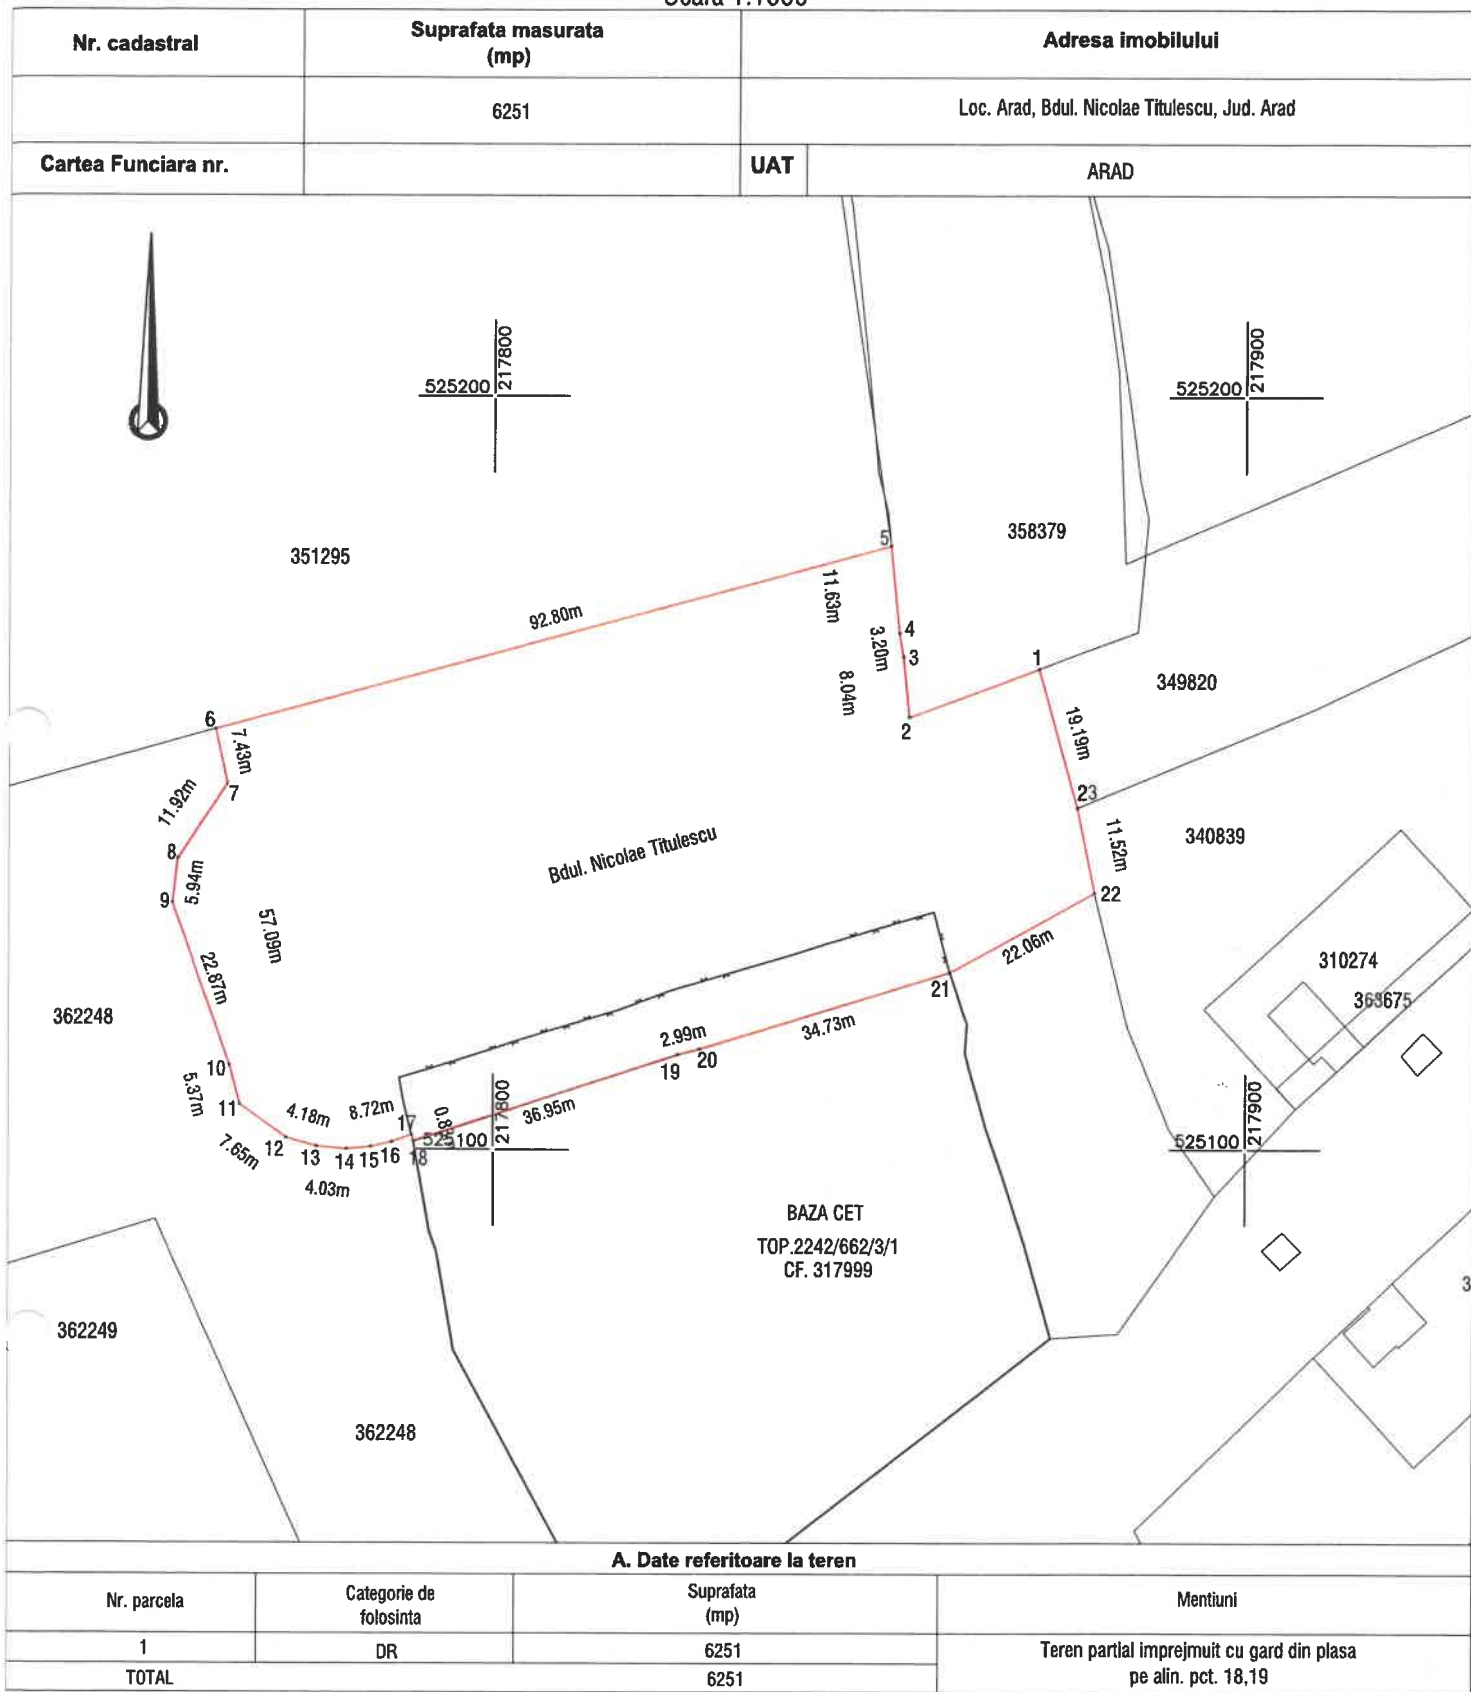 Nr. cadastral
Suprafata masurata
(mp)
Adresa imobilului
6251
Loc. Arad, Bdul. Nicolae Titulescu, Jud. Arad
Cartea Funciara nr.
UAT
ARAD
525200
217800
525200
217900
351295
358379
5
92.80m
11.63m
4
3.20m
3
8.04m
1
349820
2
19.19m
6
7.43m
7
11.92m
8
5.94m
9
23
11.52m
340839
Bdul. Nicolae Titulescu
22
57.09m
22.87m
22.06m
310274
363675
362248
21
34.73m
2.99m
20
19
10
5.37m
11
4.18m
8.72m
17
36.95m
217800
525100
217900
525100
7.65m
12
13
14
15
16
18
4.03m
BAZA CET
TOP.2242/662/3/1
CF. 317999
3
362249
362248
A. Date referitoare la teren
Nr. parcela
Categorie de
folosinta
Suprafata
(mp)
Mentiuni
1
DR
6251
Teren partial imprejmuit cu gard din plasa
pe alin. pct. 18,19
TOTAL
6251